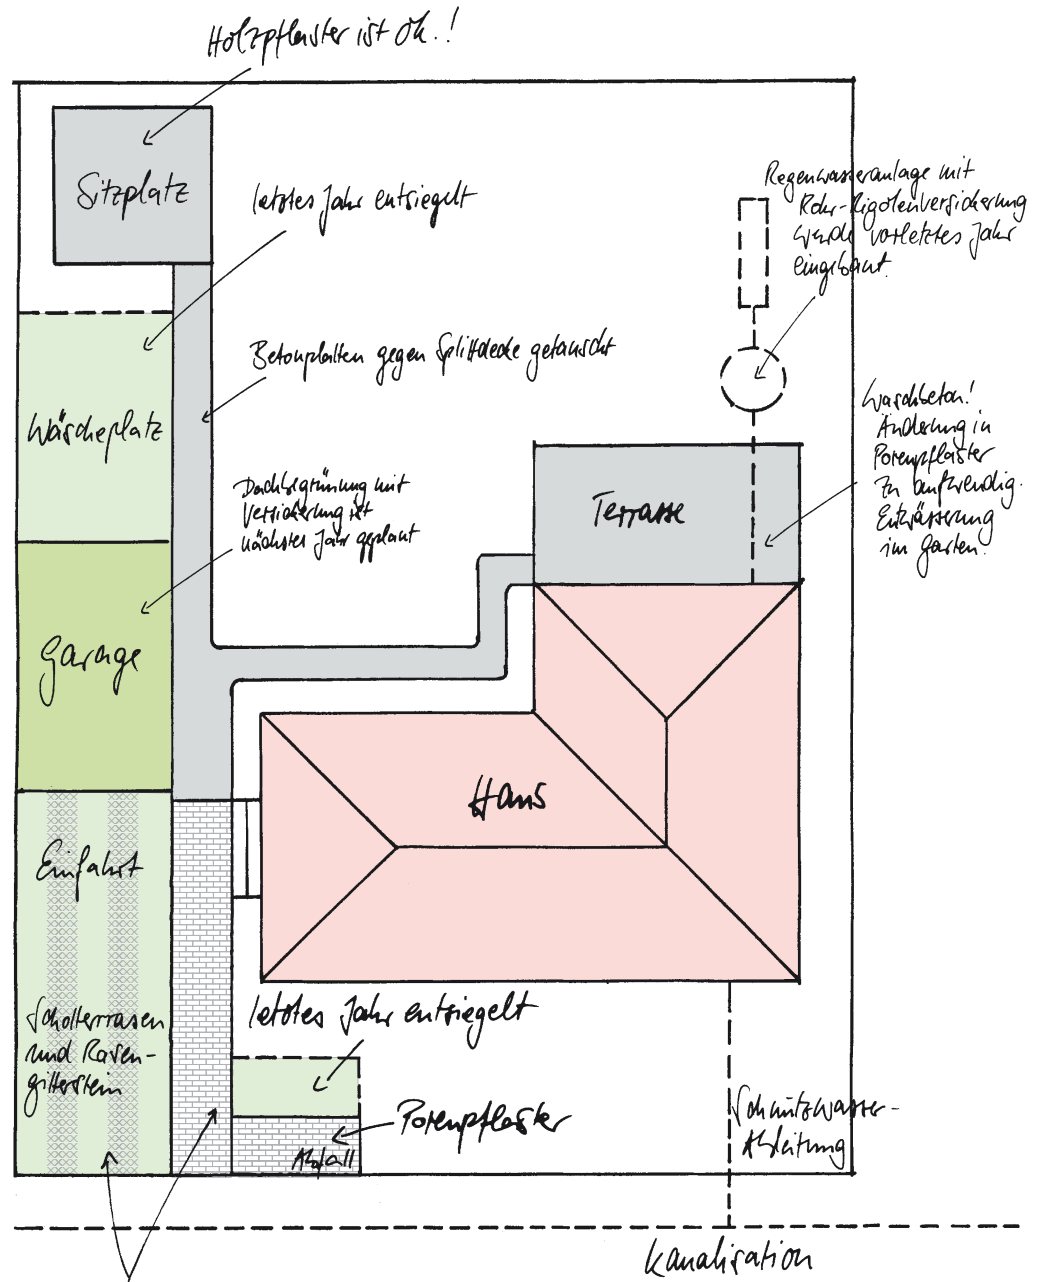 Holzpflaster ist ok.!
Sitzplatz
letztes Jahr entsiegelt
Regenwasseranlage mit
Rohr-Rigolenversickerung
wurde vorletztes Jahr
eingebaut.
Betonplatten gegen Splittdecke getauscht
Wäscheplatz
Waschbeton!
Änderung in
Porenpflaster
zu aufwendig.
Entwässerung
im Garten.
Dachbegrünung mit
Versickerung ist
nächstes Jahr geplant
Terrasse
Garage
Haus
Einfahrt
letztes Jahr entsiegelt
Schotterrasen
und Rasen-
gitterstein
Porenpflaster
Abfall
Schmutzwasser-
Ableitung
Kanalisation